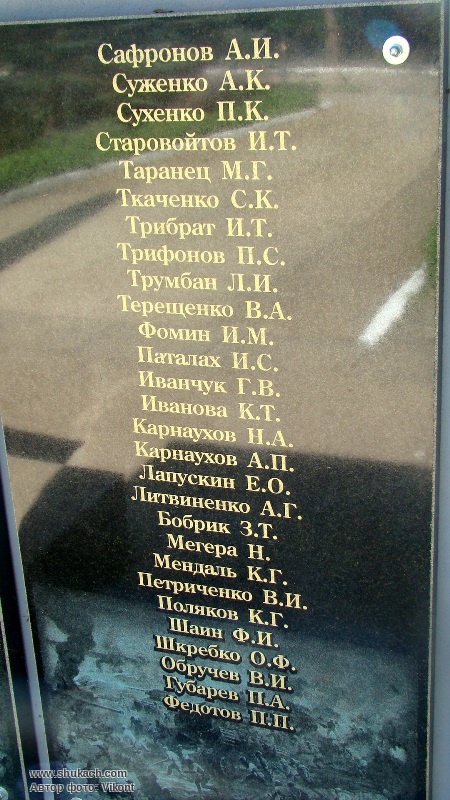 Сафронов А.И.
Суженко А.К.
Сухенко П.К.
Старовойтов И.Т.
Таранец М.Г.
Ткаченко С.К.
Трибрат И.Т.
Трифонов П.С.
Трумбан Л.И.
Терещенко В.А.
Фомин И.М.
Паталах И.С.
Иванчук Г.В.
Иванова К.Т.
Карнаухов Н.А.
Карнаухов А.П.
Лапускин Е.О.
Литвиненко А.Г.
Бобрик З.Т.
Мегера Н.
Мендаль К.Г.
Петриченко В.И.
Поляков К.Г.
Шаин Ф.И.
Шкребко О.Ф.
Обручев В.И.
Губарев П.А.
Федотов П.П.
www.shukach.com
Автор фото: Vikont